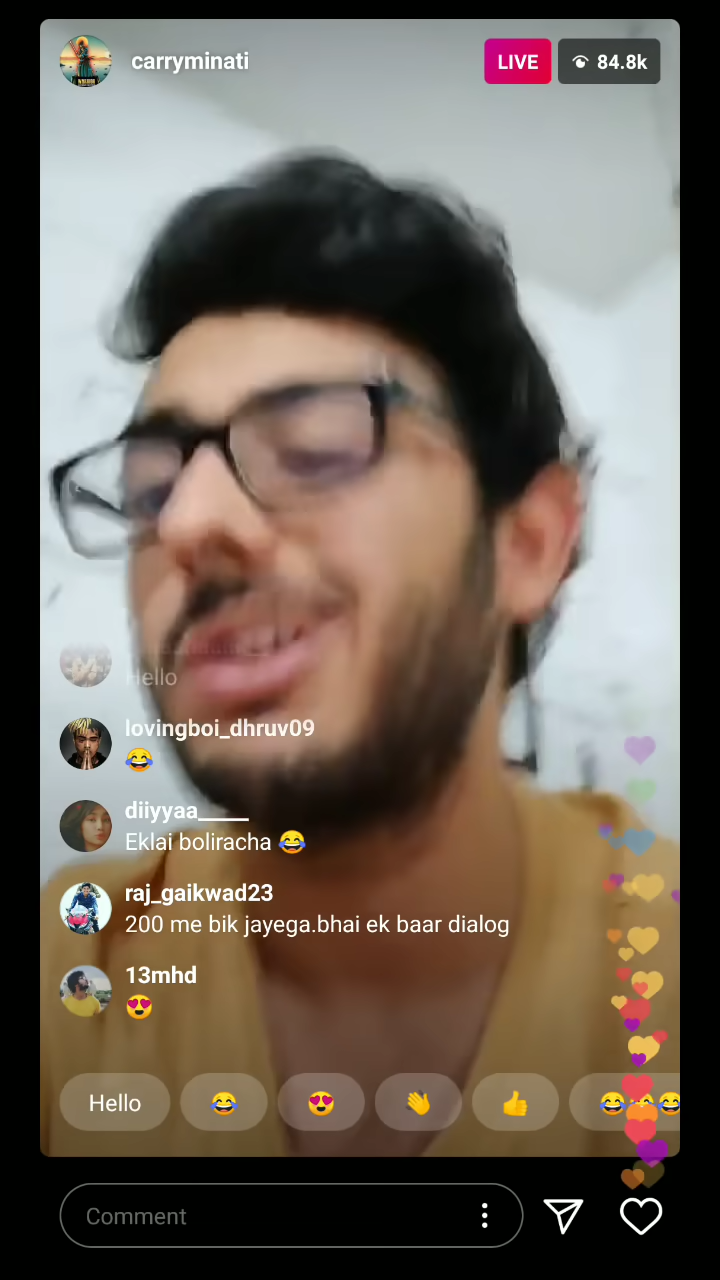 carryminati
LIVE
84.8k
Hello
lovingboi_dhruv09
😂
diiyyaa_____
Eklai boliracha 😂
raj_gaikwad23
200 me bik jayega.bhai ek baar dialog
13mhd
😍
Hello 😂 😍 👋 👍 😂😂😂
Comment